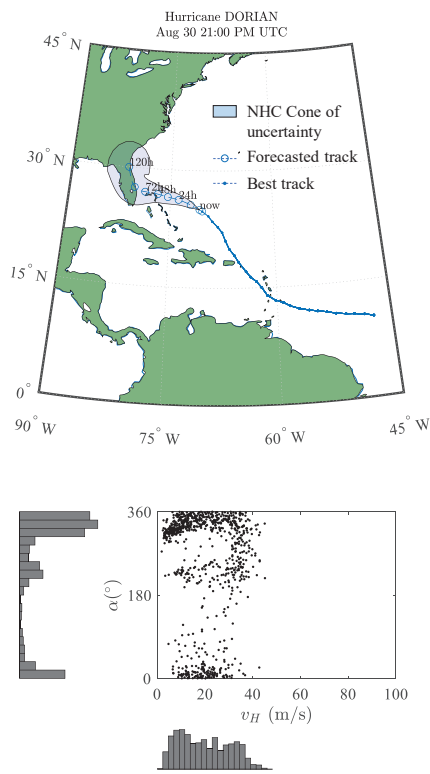 Hurricane DORIAN
Aug 30 21:00 PM UTC
45° N
30° N
15° N
0°
90° W
75° W
60° W
45° W
NHC Cone of
uncertainty
Forecasted track
Best track
120h
72h
48h
24h
now
360
180
0
α(°)
0
20
40
60
80
100
v_H (m/s)